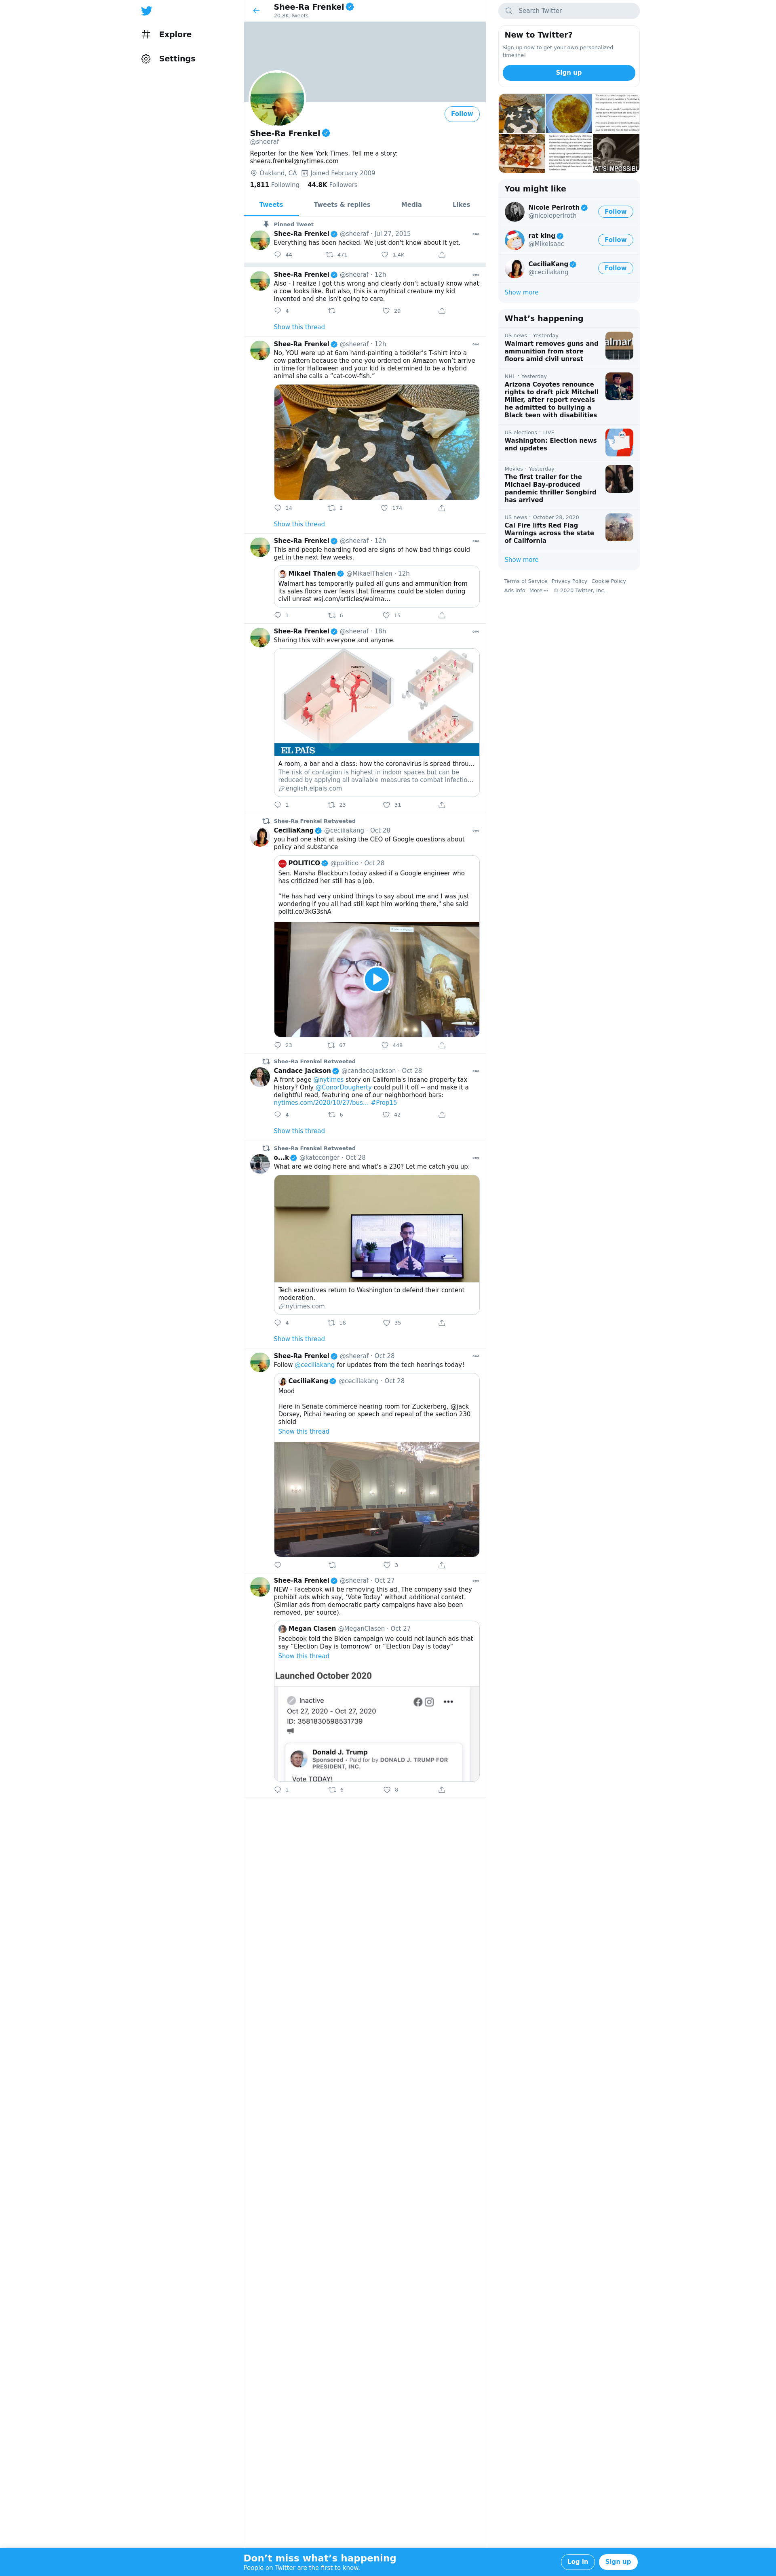 Explore
Settings
Shee-Ra Frenkel
20.8K Tweets
Follow
Shee-Ra Frenkel
@sheeraf
Reporter for the New York Times. Tell me a story:
sheera.frenkel@nytimes.com
Oakland, CA Joined February 2009
1,811 Following 44.8K Followers
Tweets Tweets & replies Media Likes
Pinned Tweet
Shee-Ra Frenkel @sheeraf · Jul 27, 2015
Everything has been hacked. We just don't know about it yet.
44 471 1.4K
Shee-Ra Frenkel @sheeraf · 12h
Also - I realize I got this wrong and clearly don't actually know what
a cow looks like. But also, this is a mythical creature my kid
invented and she isn't going to care.
4 29
Show this thread
Shee-Ra Frenkel @sheeraf · 12h
No, YOU were up at 6am hand-painting a toddler's T-shirt into a
cow pattern because the one you ordered on Amazon won't arrive
in time for Halloween and your kid is determined to be a hybrid
animal she calls a "cat-cow-fish."
14 2 174
Show this thread
Shee-Ra Frenkel @sheeraf · 12h
This and people hoarding food are signs of how bad things could
get in the next few weeks.
Mikael Thalen @MikaelThalen · 12h
Walmart has temporarily pulled all guns and ammunition from
its sales floors over fears that firearms could be stolen during
civil unrest wsj.com/articles/walma…
1 6 15
Shee-Ra Frenkel @sheeraf · 18h
Sharing this with everyone and anyone.
EL PAÍS
A room, a bar and a class: how the coronavirus is spread throu…
The risk of contagion is highest in indoor spaces but can be
reduced by applying all available measures to combat infectio…
english.elpais.com
1 23 31
Shee-Ra Frenkel Retweeted
CeciliaKang @ceciliakang · Oct 28
you had one shot at asking the CEO of Google questions about
policy and substance
POLITICO @politico · Oct 28
Sen. Marsha Blackburn today asked if a Google engineer who
has criticized her still has a job.
"He has had very unkind things to say about me and I was just
wondering if you all had still kept him working there," she said
politi.co/3kG3shA
23 67 448
Shee-Ra Frenkel Retweeted
Candace Jackson @candacejackson · Oct 28
A front page @nytimes story on California's insane property tax
history? Only @ConorDougherty could pull it off -- and make it a
delightful read, featuring one of our neighborhood bars:
nytimes.com/2020/10/27/bus… #Prop15
4 6 42
Show this thread
Shee-Ra Frenkel Retweeted
o...k @kateconger · Oct 28
What are we doing here and what's a 230? Let me catch you up:
Tech executives return to Washington to defend their content
moderation.
nytimes.com
4 18 35
Show this thread
Shee-Ra Frenkel @sheeraf · Oct 28
Follow @ceciliakang for updates from the tech hearings today!
CeciliaKang @ceciliakang · Oct 28
Mood
Here in Senate commerce hearing room for Zuckerberg, @jack
Dorsey, Pichai hearing on speech and repeal of the section 230
shield
Show this thread
3
Shee-Ra Frenkel @sheeraf · Oct 27
NEW - Facebook will be removing this ad. The company said they
prohibit ads which say, 'Vote Today' without additional context.
(Similar ads from democratic party campaigns have also been
removed, per source).
Megan Clasen @MeganClasen · Oct 27
Facebook told the Biden campaign we could not launch ads that
say "Election Day is tomorrow" or "Election Day is today"
Show this thread
Launched October 2020
Inactive
Oct 27, 2020 - Oct 27, 2020
ID: 3581830598531739
Donald J. Trump
Sponsored • Paid for by DONALD J. TRUMP FOR
PRESIDENT, INC.
Vote TODAY!
1 6 8
Search Twitter
New to Twitter?
Sign up now to get your own personalized
timeline!
Sign up
AT'S IMPOSSIBL
You might like
Nicole Perlroth
@nicoleperlroth
Follow
rat king
@MikeIsaac
Follow
CeciliaKang
@ceciliakang
Follow
Show more
What's happening
US news · Yesterday
Walmart removes guns and
ammunition from store
floors amid civil unrest
NHL · Yesterday
Arizona Coyotes renounce
rights to draft pick Mitchell
Miller, after report reveals
he admitted to bullying a
Black teen with disabilities
US elections · LIVE
Washington: Election news
and updates
Movies · Yesterday
The first trailer for the
Michael Bay-produced
pandemic thriller Songbird
has arrived
US news · October 28, 2020
Cal Fire lifts Red Flag
Warnings across the state
of California
Show more
Terms of Service Privacy Policy Cookie Policy
Ads info More © 2020 Twitter, Inc.
Don't miss what's happening
People on Twitter are the first to know.
Log in Sign up